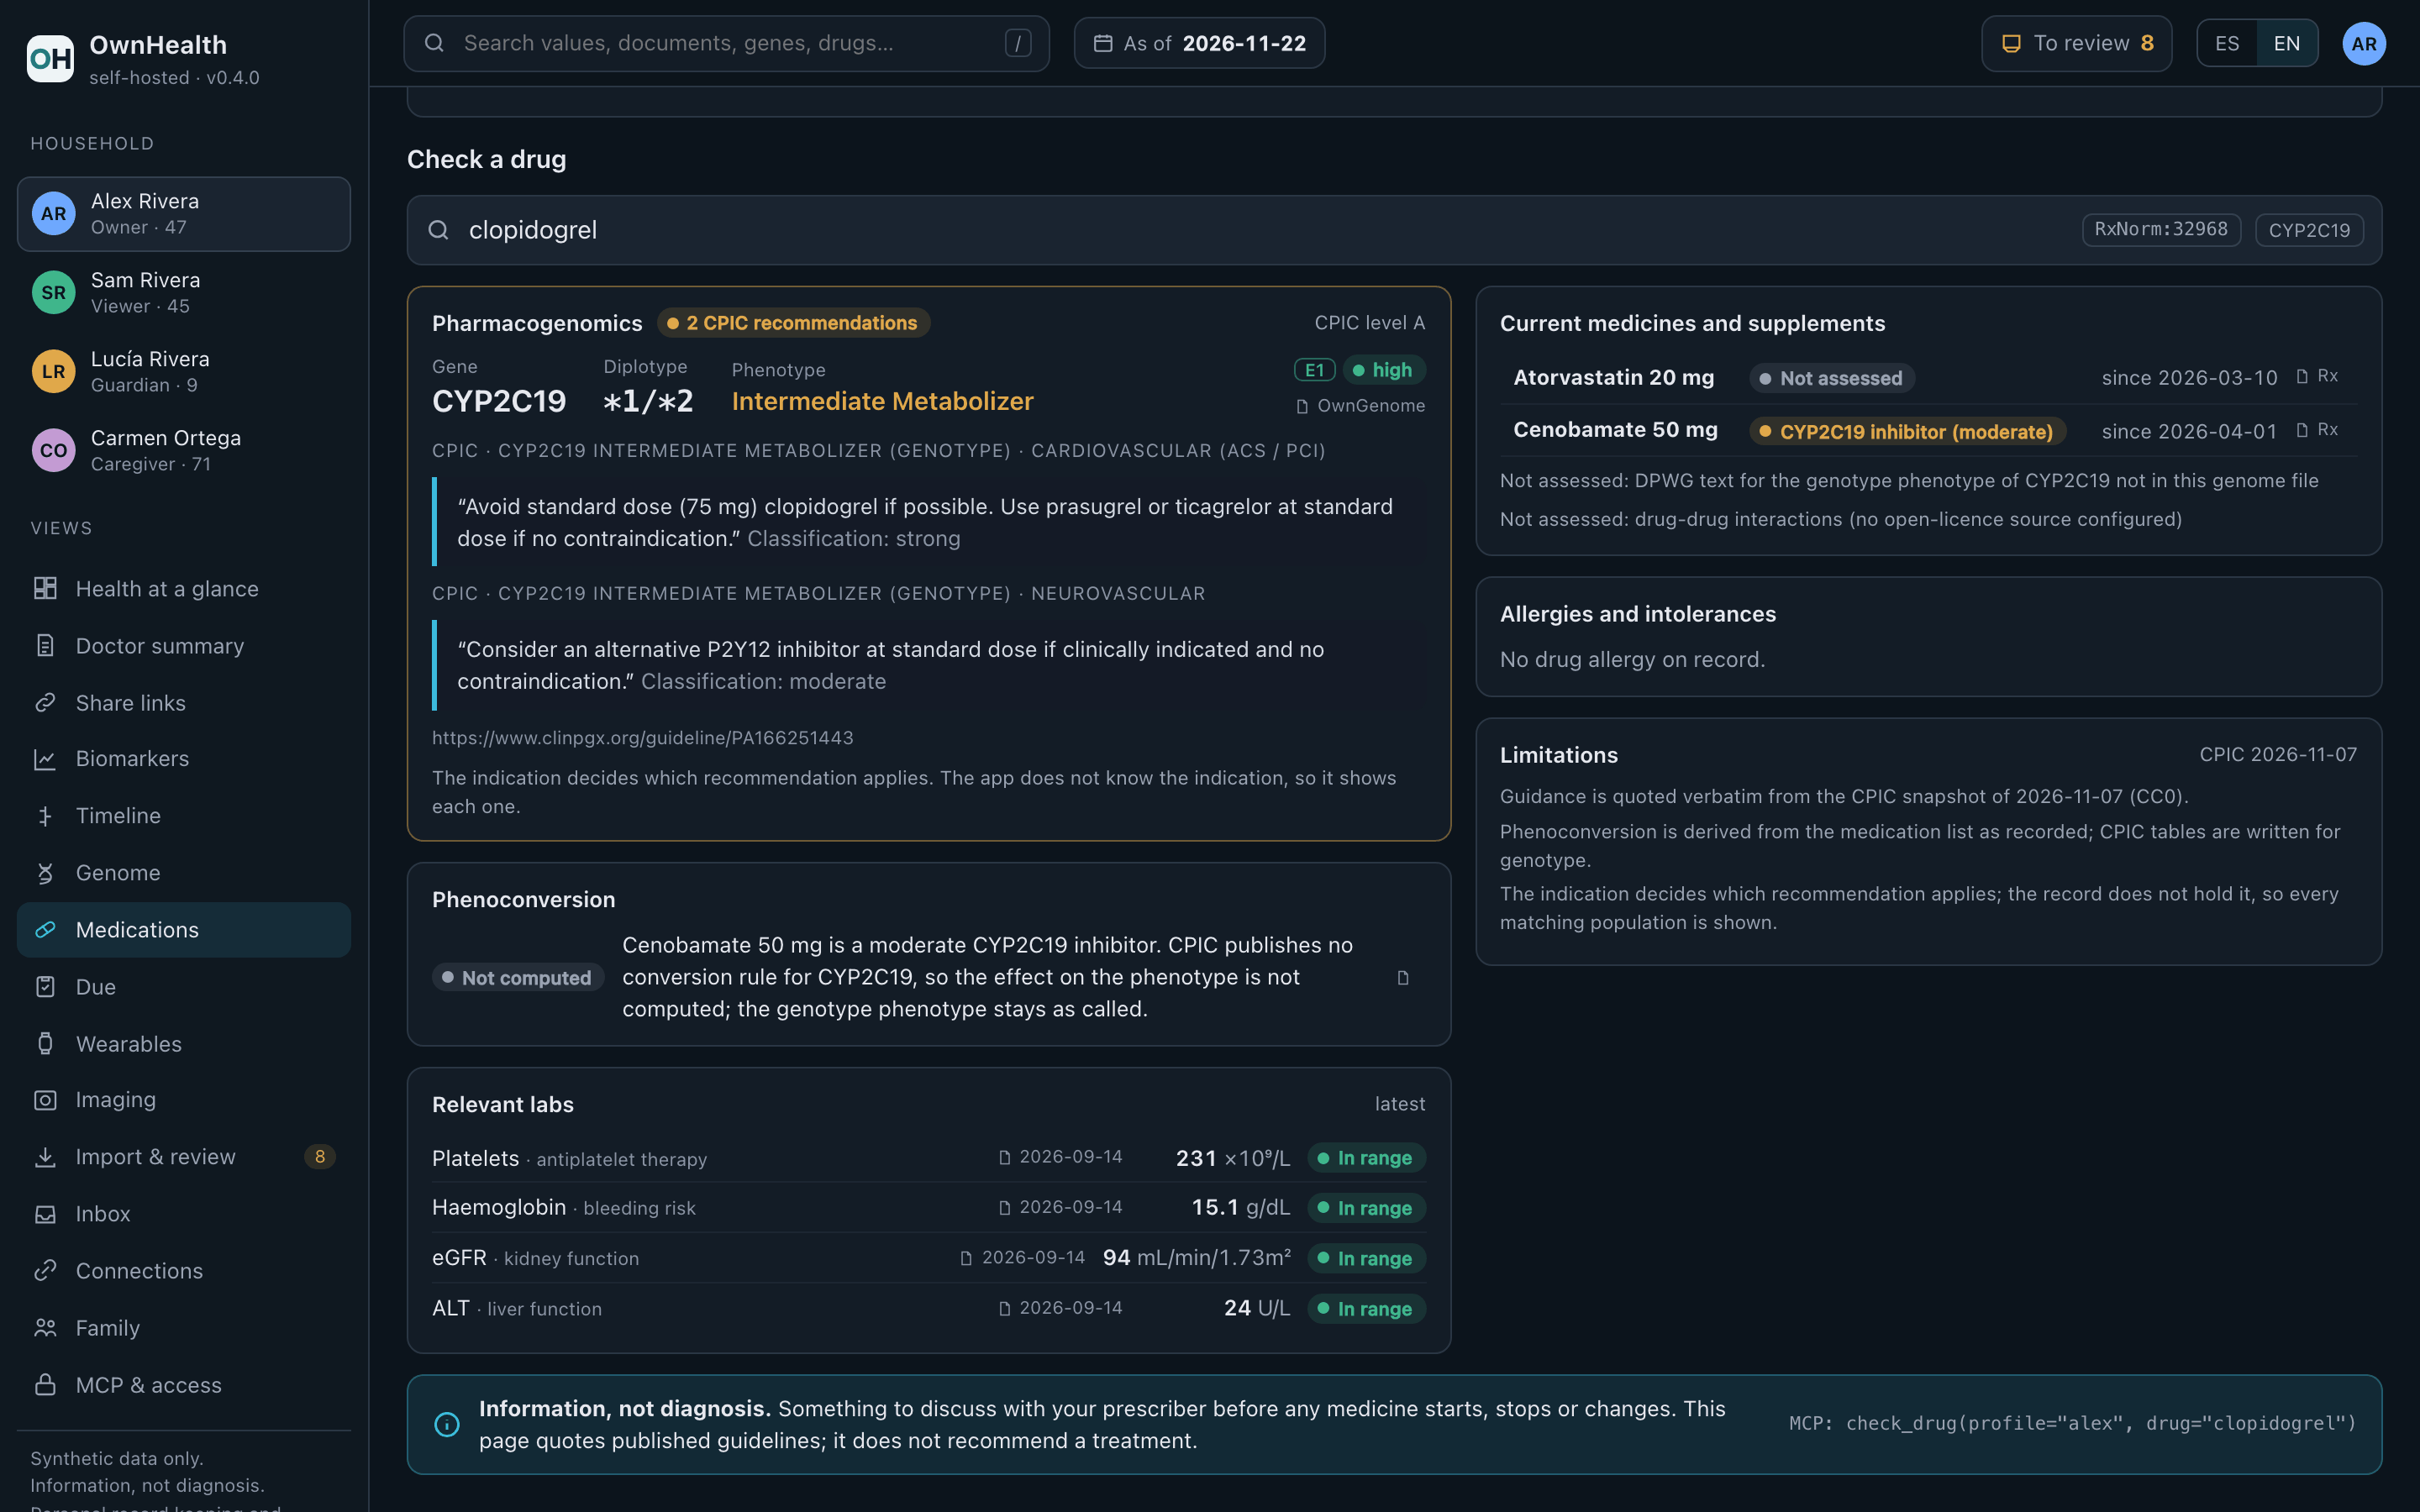 OH
OwnHealth
self-hosted · v0.4.0
HOUSEHOLD
AR
Alex Rivera
Owner · 47
SR
Sam Rivera
Viewer · 45
LR
Lucía Rivera
Guardian · 9
CO
Carmen Ortega
Caregiver · 71
VIEWS
Health at a glance
Doctor summary
Share links
Biomarkers
Timeline
Genome
Medications
Due
Wearables
Imaging
Import & review 8
Inbox
Connections
Family
MCP & access
Synthetic data only.
Information, not diagnosis.
Search values, documents, genes, drugs... /
As of 2026-11-22
To review 8
ES EN
AR
Check a drug
clopidogrel
RxNorm:32968
CYP2C19
Pharmacogenomics
2 CPIC recommendations
CPIC level A
Gene Diplotype Phenotype
CYP2C19 *1/*2 Intermediate Metabolizer
E1 high
OwnGenome
CPIC · CYP2C19 INTERMEDIATE METABOLIZER (GENOTYPE) · CARDIOVASCULAR (ACS / PCI)
“Avoid standard dose (75 mg) clopidogrel if possible. Use prasugrel or ticagrelor at standard
dose if no contraindication.” Classification: strong
CPIC · CYP2C19 INTERMEDIATE METABOLIZER (GENOTYPE) · NEUROVASCULAR
“Consider an alternative P2Y12 inhibitor at standard dose if clinically indicated and no
contraindication.” Classification: moderate
https://www.clinpgx.org/guideline/PA166251443
The indication decides which recommendation applies. The app does not know the indication, so it shows
each one.
Phenoconversion
Not computed
Cenobamate 50 mg is a moderate CYP2C19 inhibitor. CPIC publishes no
conversion rule for CYP2C19, so the effect on the phenotype is not
computed; the genotype phenotype stays as called.
Relevant labs
latest
Platelets · antiplatelet therapy 2026-09-14 231 ×10⁹/L In range
Haemoglobin · bleeding risk 2026-09-14 15.1 g/dL In range
eGFR · kidney function 2026-09-14 94 mL/min/1.73m² In range
ALT · liver function 2026-09-14 24 U/L In range
Current medicines and supplements
Atorvastatin 20 mg Not assessed since 2026-03-10 Rx
Cenobamate 50 mg CYP2C19 inhibitor (moderate) since 2026-04-01 Rx
Not assessed: DPWG text for the genotype phenotype of CYP2C19 not in this genome file
Not assessed: drug-drug interactions (no open-licence source configured)
Allergies and intolerances
No drug allergy on record.
Limitations
CPIC 2026-11-07
Guidance is quoted verbatim from the CPIC snapshot of 2026-11-07 (CC0).
Phenoconversion is derived from the medication list as recorded; CPIC tables are written for
genotype.
The indication decides which recommendation applies; the record does not hold it, so every
matching population is shown.
Information, not diagnosis. Something to discuss with your prescriber before any medicine starts, stops or changes. This
page quotes published guidelines; it does not recommend a treatment.
MCP: check_drug(profile="alex", drug="clopidogrel")